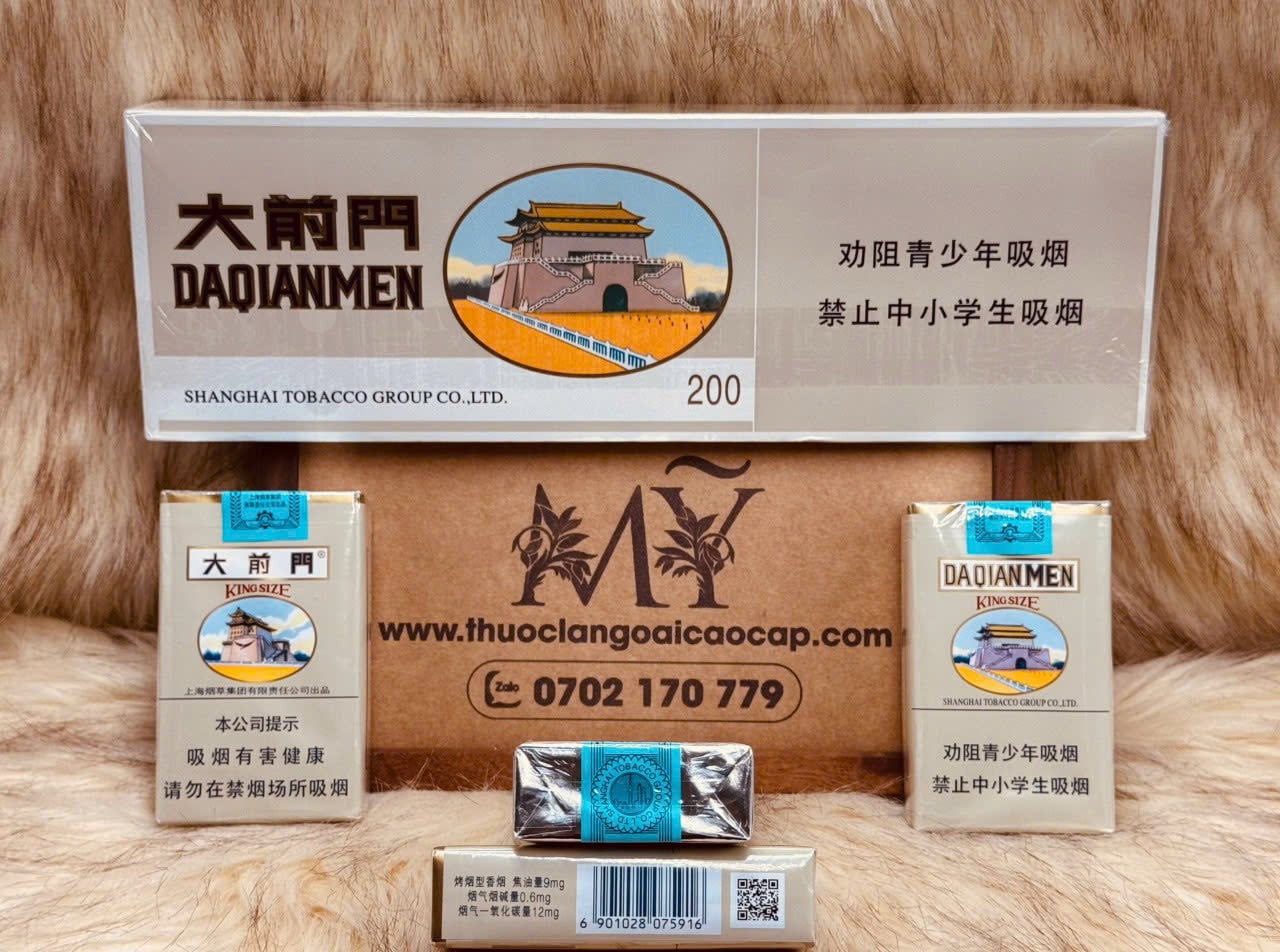 大前門
DAQIANMEN
SHANGHAI TOBACCO GROUP CO.,LTD.
200
劝阻青少年吸烟
禁止中小学生吸烟
MỸ
www.thuoclangoaicaocap.com
Zalo 0702 170 779
大前門®
KING SIZE
上海烟草集团有限责任公司出品
本公司提示
吸烟有害健康
请勿在禁烟场所吸烟
DAQIANMEN
KING SIZE
SHANGHAI TOBACCO GROUP CO.,LTD.
劝阻青少年吸烟
禁止中小学生吸烟
SHANGHAI TOBACCO GROUP CO.LTD
烤烟型香烟 焦油量9mg
烟气烟碱量0.6mg
烟气一氧化碳量12mg
6 901028 075916